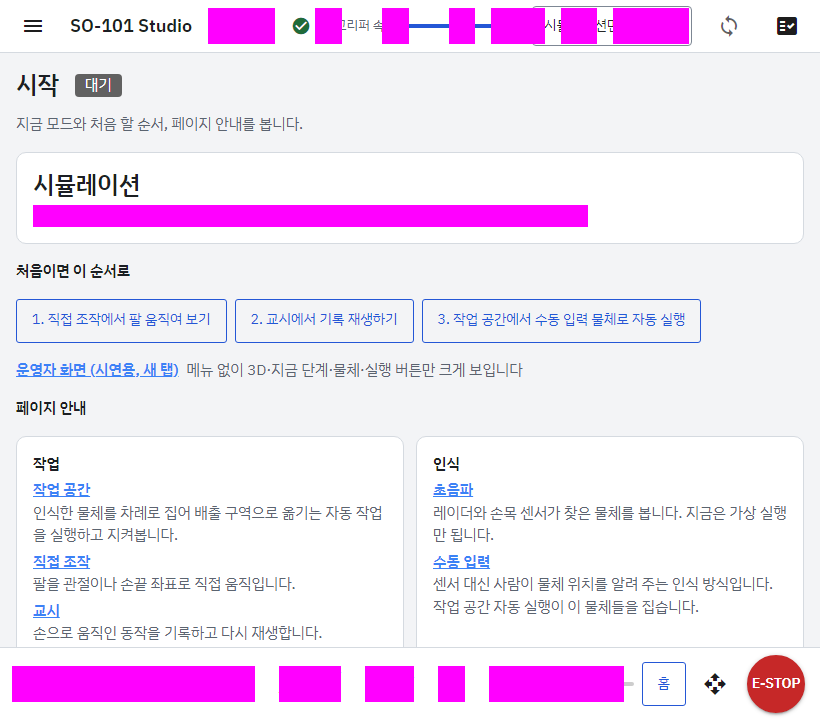 SO-101 Studio
그리퍼 속
시작 대기
지금 모드와 처음 할 순서, 페이지 안내를 봅니다.
시뮬레이션
처음이면 이 순서로
1. 직접 조작에서 팔 움직여 보기
2. 교시에서 기록 재생하기
3. 작업 공간에서 수동 입력 물체로 자동 실행
운영자 화면 (시연용, 새 탭) 메뉴 없이 3D·지금 단계·물체·실행 버튼만 크게 보입니다
페이지 안내
작업
작업 공간
인식한 물체를 차례로 집어 배출 구역으로 옮기는 자동 작업
을 실행하고 지켜봅니다.
직접 조작
팔을 관절이나 손끝 좌표로 직접 움직입니다.
교시
손으로 움직인 동작을 기록하고 다시 재생합니다.
인식
초음파
레이더와 손목 센서가 찾은 물체를 봅니다. 지금은 가상 실행
만 됩니다.
수동 입력
센서 대신 사람이 물체 위치를 알려 주는 인식 방식입니다.
작업 공간 자동 실행이 이 물체들을 집습니다.
홈
E-STOP